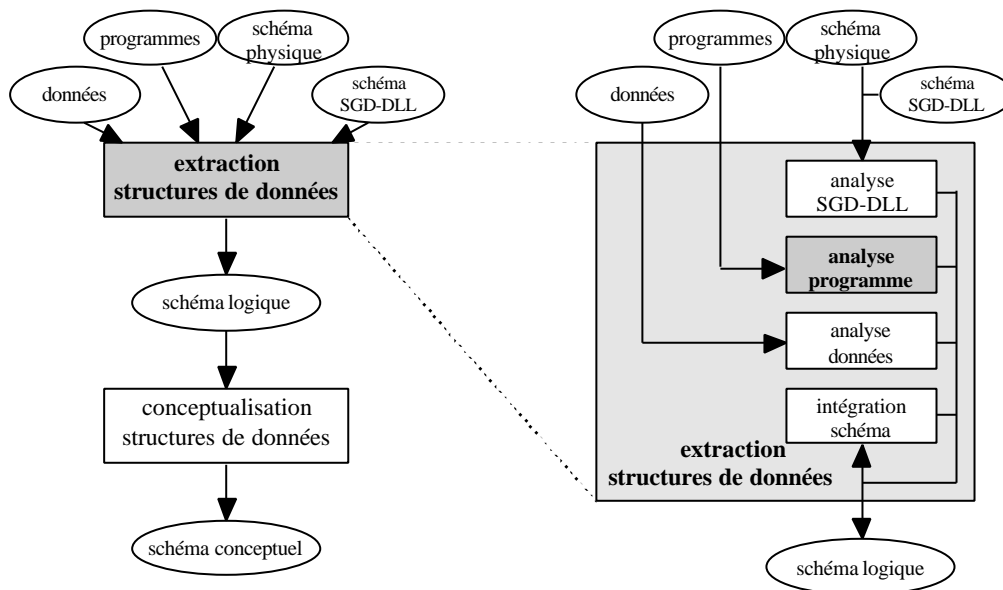 programmes
schéma
physique
données
schéma
SGD-DLL
extraction
structures de données
schéma logique
conceptualisation
structures de données
schéma conceptuel
programmes
schéma
physique
données
schéma
SGD-DLL
analyse
SGD-DLL
analyse
programme
analyse
données
intégration
schéma
extraction
structures de données
schéma logique